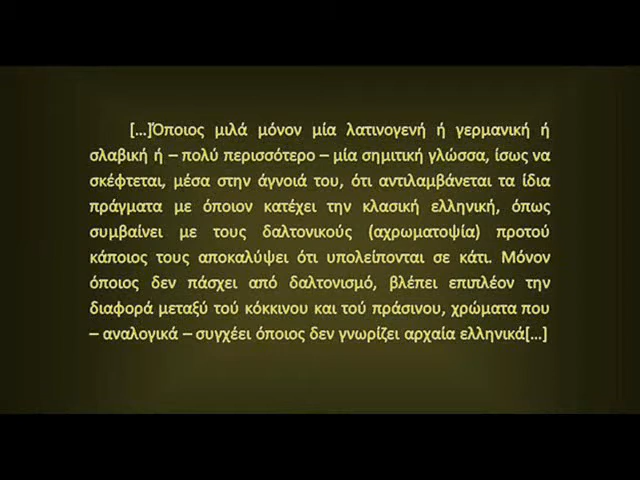 [...]Όποιος μιλά μόνον μία λατινογενή ή γερμανική ή
σλαβική ή – πολύ περισσότερο – μία σημιτική γλώσσα, ίσως να
σκέφτεται, μέσα στην άγνοιά του, ότι αντιλαμβάνεται τα ίδια
πράγματα με όποιον κατέχει την κλασική ελληνική, όπως
συμβαίνει με τους δαλτονικούς (αχρωματοψία) προτού
κάποιος τους αποκαλύψει ότι υπολείπονται σε κάτι. Μόνον
όποιος δεν πάσχει από δαλτονισμό, βλέπει επιπλέον την
διαφορά μεταξύ τού κόκκινου και τού πράσινου, χρώματα που
– αναλογικά – συγχέει όποιος δεν γνωρίζει αρχαία ελληνικά[...]